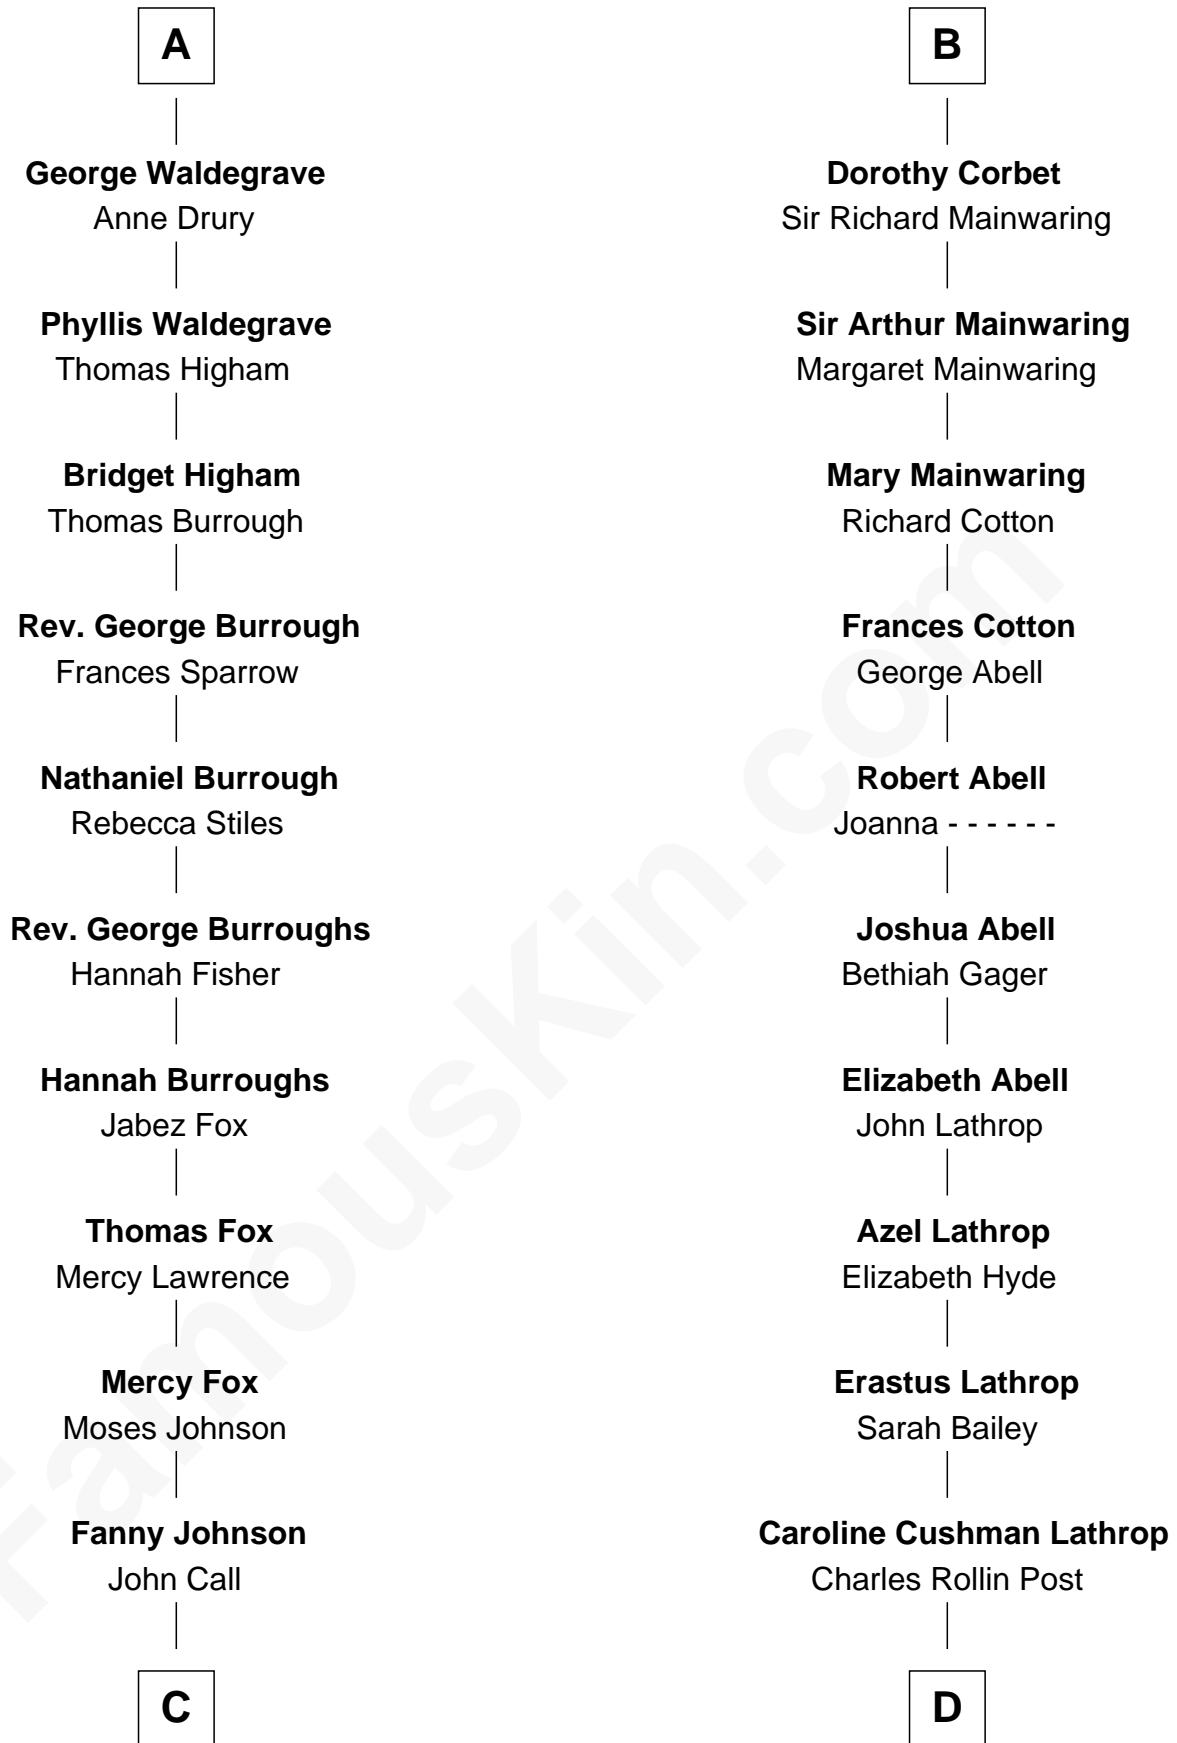 A
George Waldegrave
Anne Drury
Phyllis Waldegrave
Thomas Higham
Bridget Higham
Thomas Burrough
Rev. George Burrough
Frances Sparrow
Nathaniel Burrough
Rebecca Stiles
Rev. George Burroughs
Hannah Fisher
Hannah Burroughs
Jabez Fox
Thomas Fox
Mercy Lawrence
Mercy Fox
Moses Johnson
Fanny Johnson
John Call
C
B
Dorothy Corbet
Sir Richard Mainwaring
Sir Arthur Mainwaring
Margaret Mainwaring
Mary Mainwaring
Richard Cotton
Frances Cotton
George Abell
Robert Abell
Joanna - - - - - -
Joshua Abell
Bethiah Gager
Elizabeth Abell
John Lathrop
Azel Lathrop
Elizabeth Hyde
Erastus Lathrop
Sarah Bailey
Caroline Cushman Lathrop
Charles Rollin Post
D
FamousKin.com